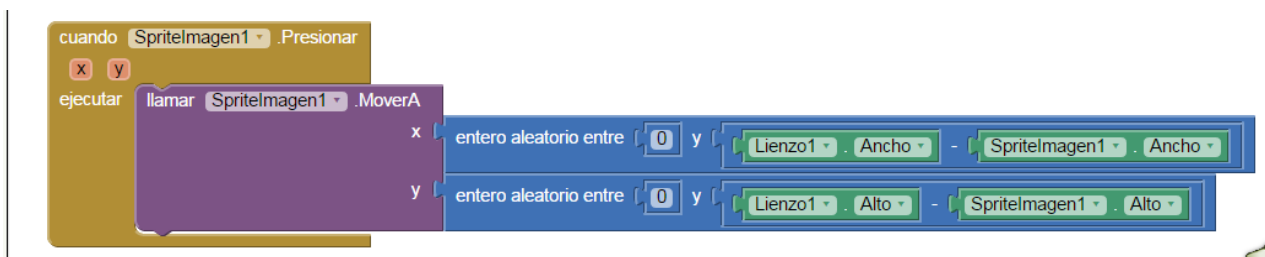 cuando SpriteImagen1 .Presionar
x y
ejecutar llamar SpriteImagen1 .MoverA
x entero aleatorio entre 0 y Lienzo1 . Ancho - SpriteImagen1 . Ancho
y entero aleatorio entre 0 y Lienzo1 . Alto - SpriteImagen1 . Alto